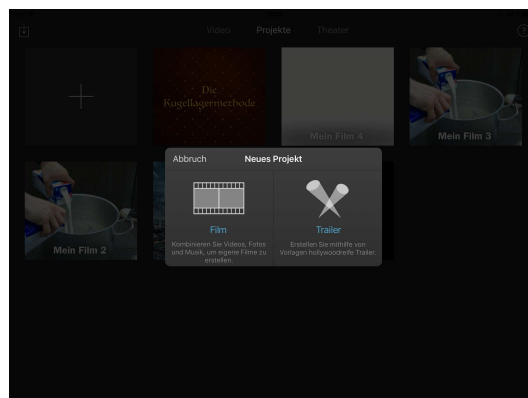 Video Projekte Theater
?
Die
Kugellagermethode
Mein Film 4
Mein Film 3
Abbruch Neues Projekt
Film
Kombinieren Sie Videos, Fotos
und Musik, um eigene Filme zu
erstellen.
Trailer
Erstellen Sie mithilfe von
Vorlagen hollywoodreife Trailer.
Mein Film 2